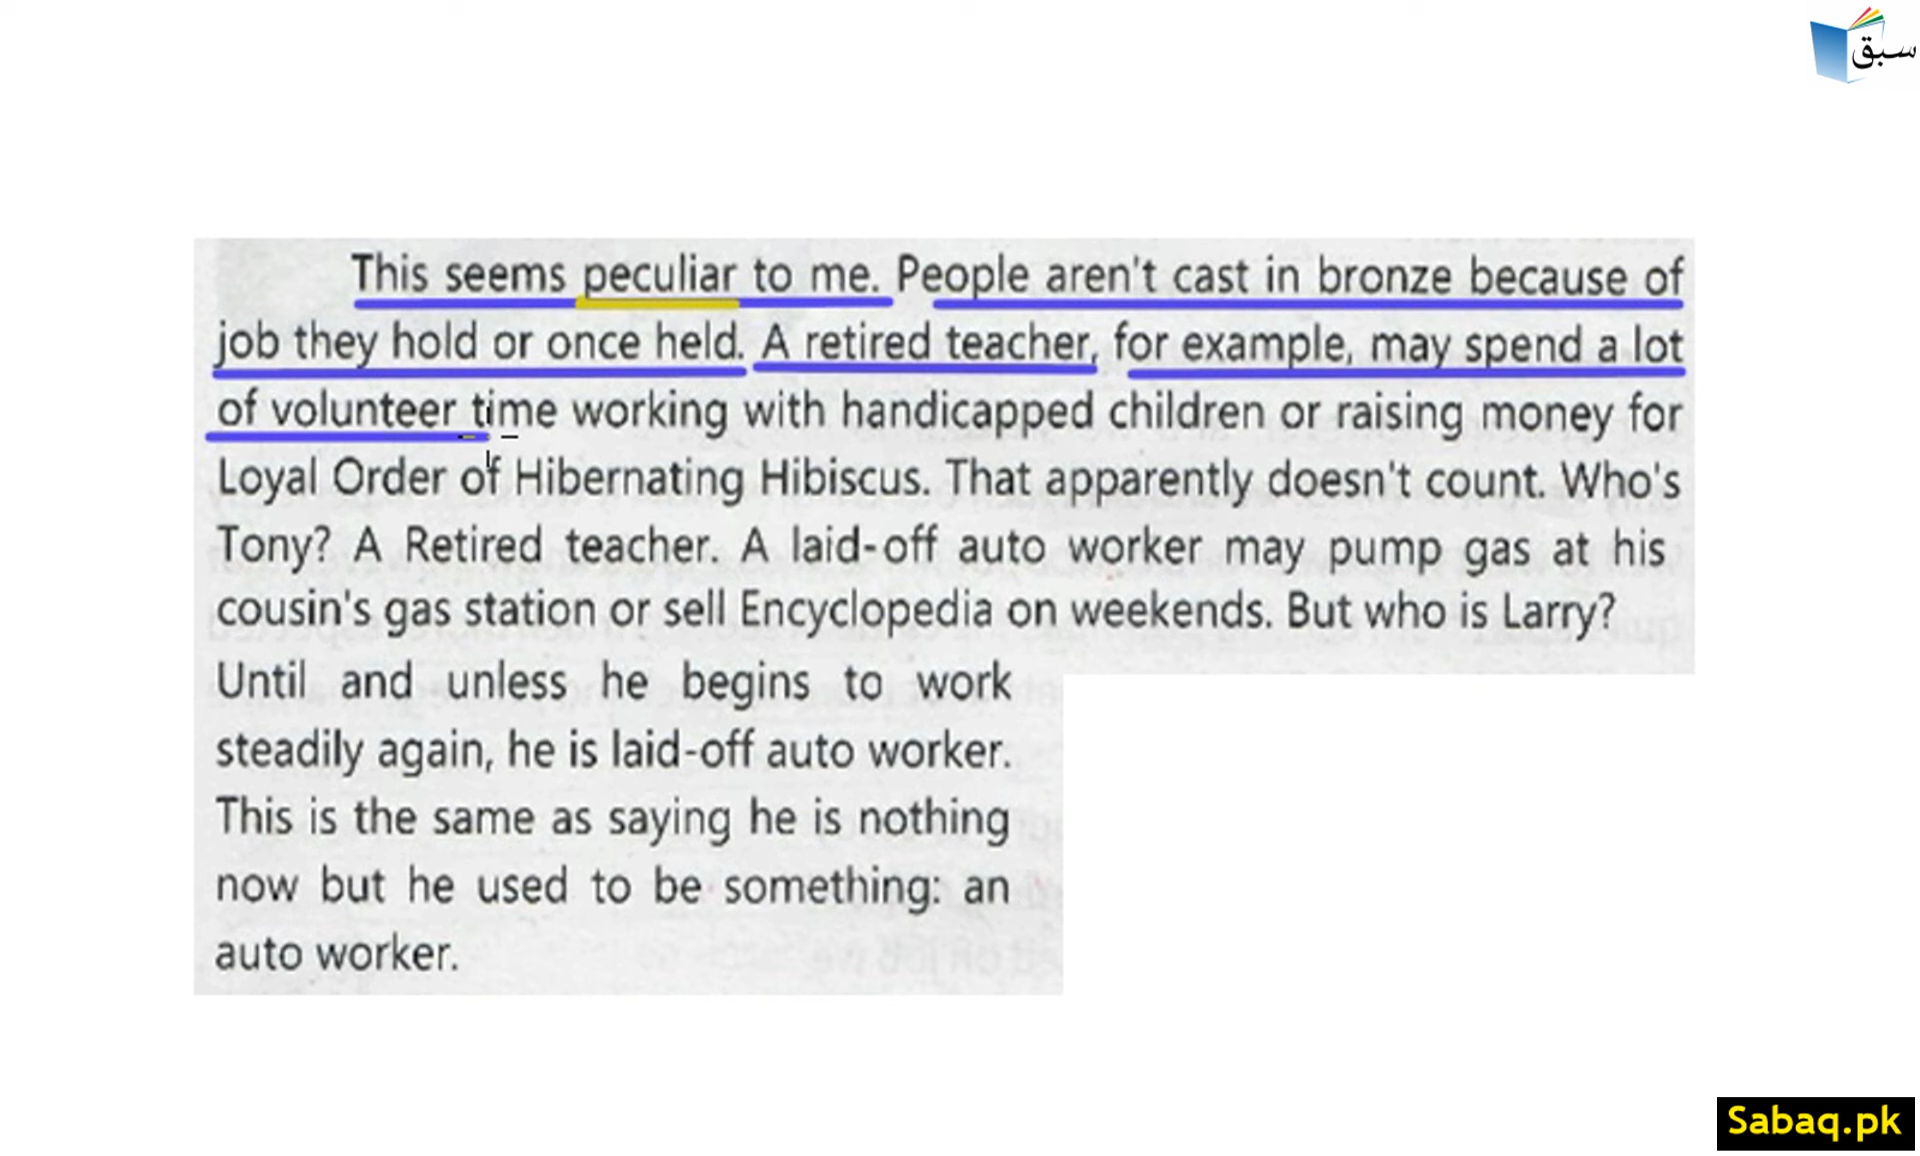 سبق
This seems peculiar to me. People aren't cast in bronze because of
job they hold or once held. A retired teacher, for example, may spend a lot
of volunteer time working with handicapped children or raising money for
Loyal Order of Hibernating Hibiscus. That apparently doesn't count. Who's
Tony? A Retired teacher. A laid-off auto worker may pump gas at his
cousin's gas station or sell Encyclopedia on weekends. But who is Larry?
Until and unless he begins to work
steadily again, he is laid-off auto worker.
This is the same as saying he is nothing
now but he used to be something: an
auto worker.
Sabaq.pk